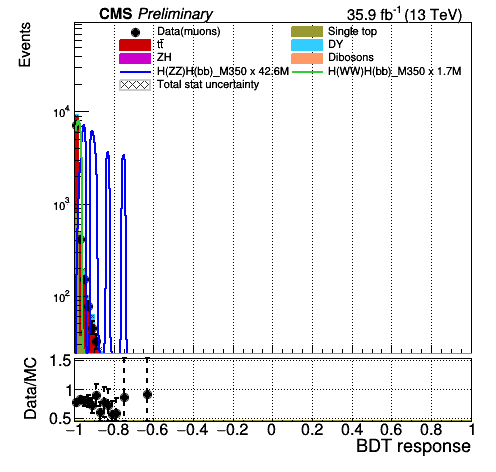 CMS Preliminary 35.9 fb⁻¹ (13 TeV)
Data(muons) Single top
tt̄ DY
ZH Dibosons
H(ZZ)H(bb)_M350 x 42.6M H(WW)H(bb)_M350 x 1.7M
Total stat uncertainty
Events
10⁴
10³
10²
Data/MC
1.5
1
0.5
−1 −0.8 −0.6 −0.4 −0.2 0 0.2 0.4 0.6 0.8 1
BDT response